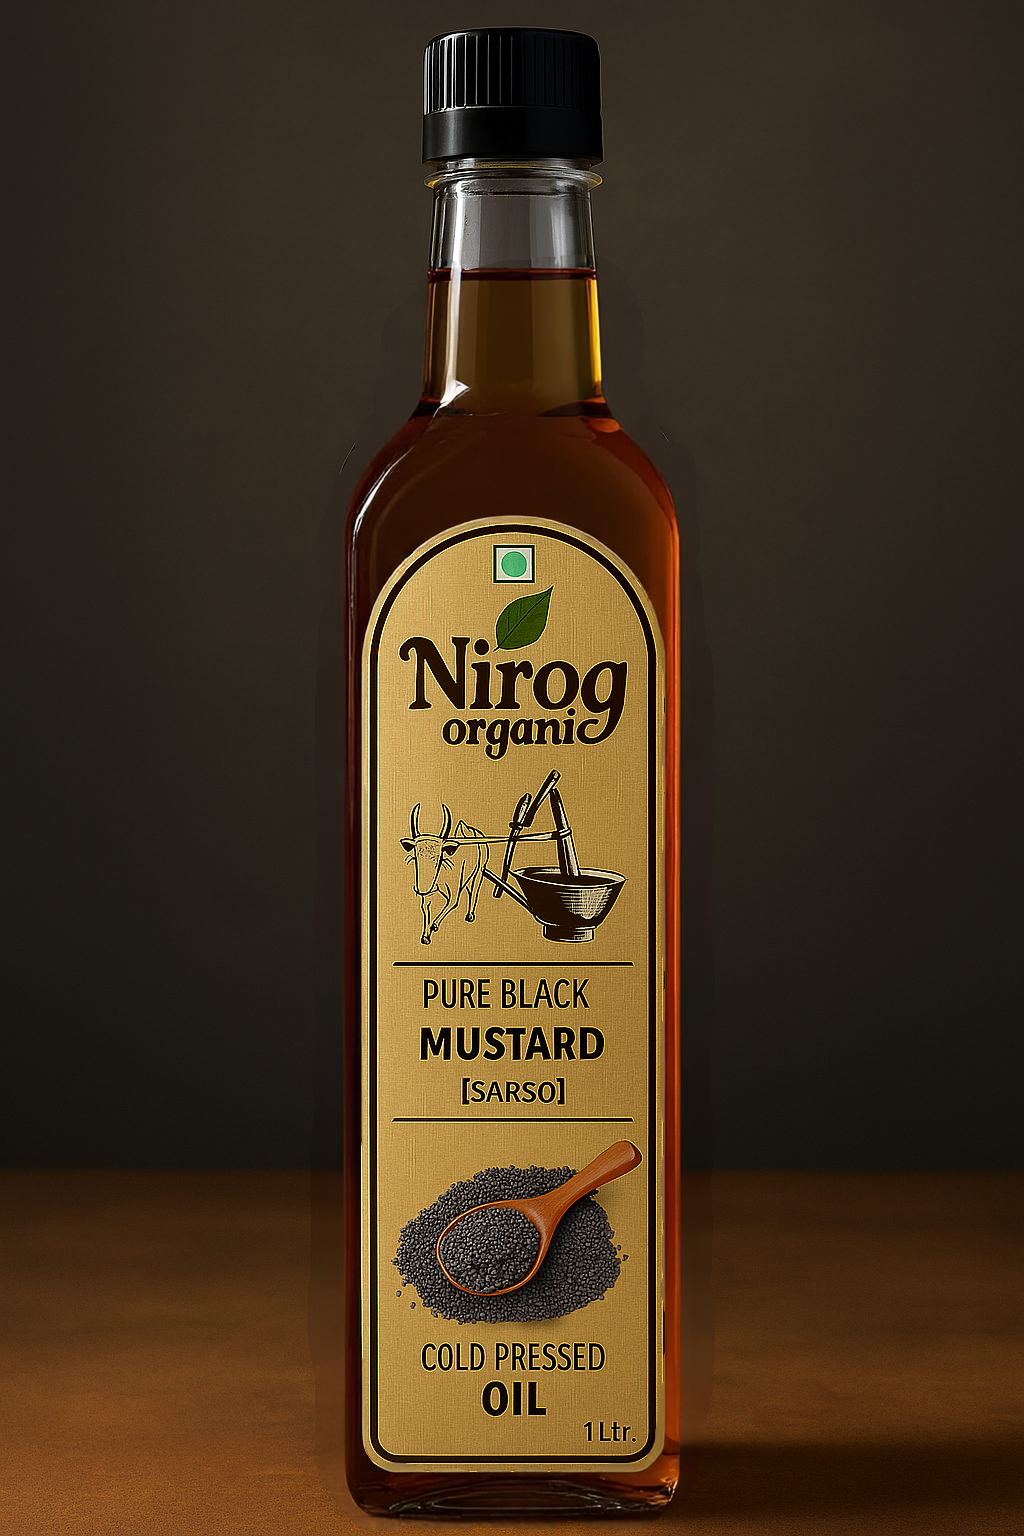 Nirog
organic
PURE BLACK
MUSTARD
[SARSO]
COLD PRESSED
OIL
1 Ltr.